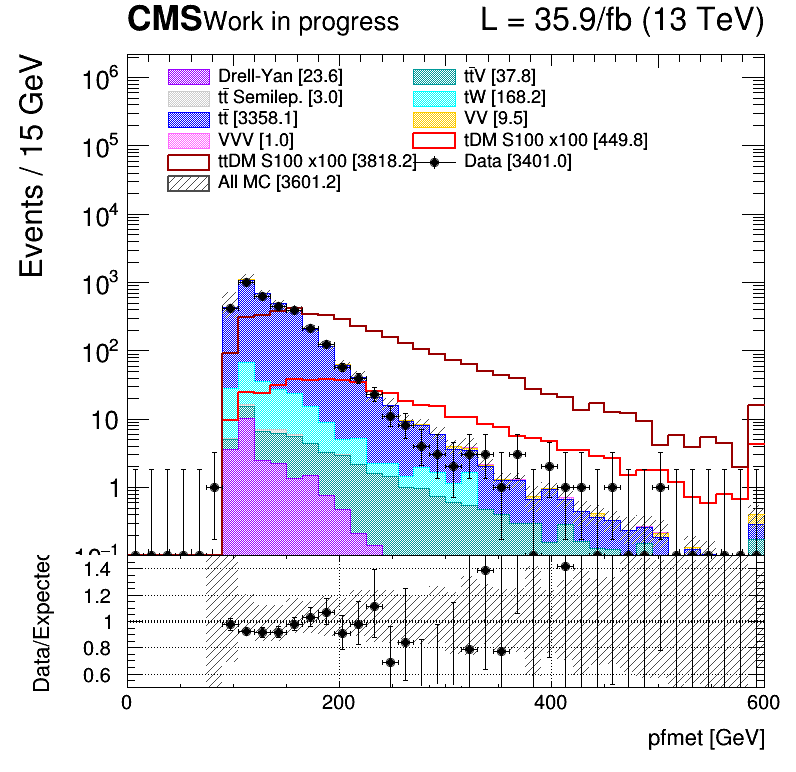 CMS Work in progress L = 35.9/fb (13 TeV)
Events / 15 GeV
10⁶
10⁵
10⁴
10³
10²
10
1
10⁻¹
Drell-Yan [23.6] tt̄V [37.8]
tt̄ Semilep. [3.0] tW [168.2]
tt̄ [3358.1] VV [9.5]
VVV [1.0] tDM S100 x100 [449.8]
ttDM S100 x100 [3818.2] Data [3401.0]
All MC [3601.2]
Data/Expected
1.4
1.2
1
0.8
0.6
0 200 400 600
pfmet [GeV]